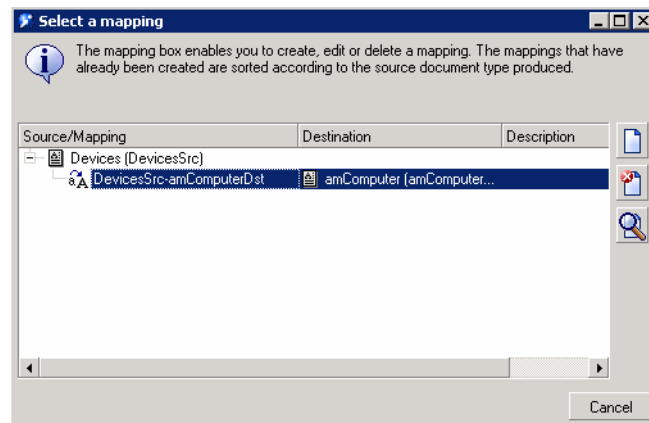 Select a mapping
The mapping box enables you to create, edit or delete a mapping. The mappings that have
already been created are sorted according to the source document type produced.
Source/Mapping Destination Description
Devices (DevicesSrc)
DevicesSrc-amComputerDst amComputer (amComputer...
Cancel